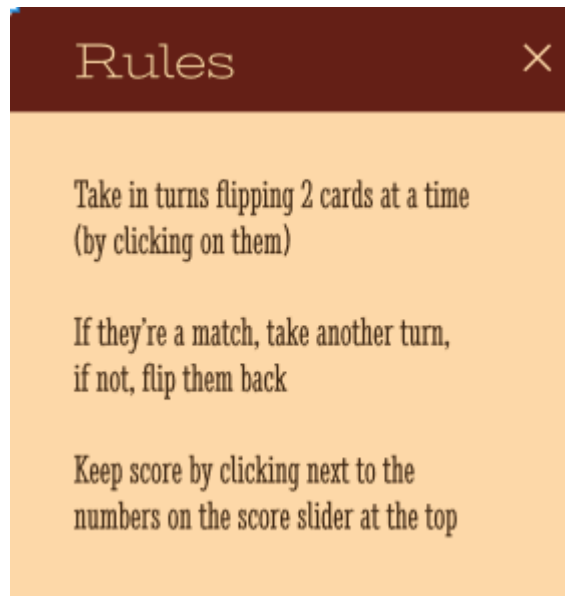 Rules
Take in turns flipping 2 cards at a time
(by clicking on them)
If they're a match, take another turn,
if not, flip them back
Keep score by clicking next to the
numbers on the score slider at the top